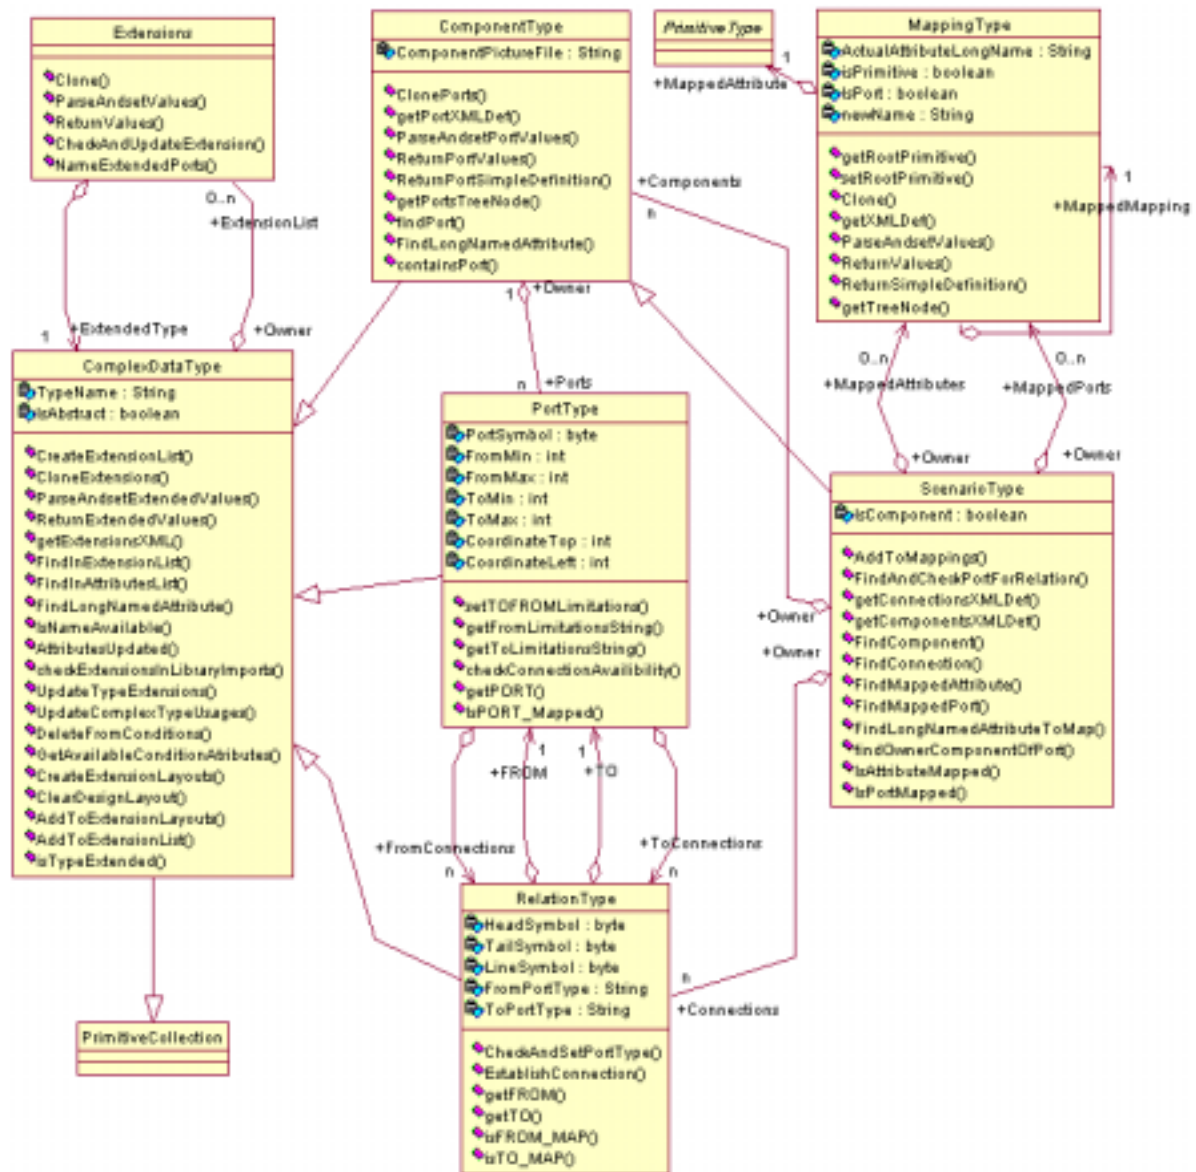 Extensions
Clone()
ParseAndsetValues()
ReturnValues()
CheckAndUpdateExtension()
NameExtendedPorts()
0..n
+ExtensionList
1
+ExtendedType
+Owner
ComponentType
ComponentPictureFile : String
ClonePorts()
getPortXMLDef()
ParseAndsetPortValues()
ReturnPortValues()
ReturnPortSimpleDefinition()
getPortsTreeNode()
findPort()
FindLongNamedAttribute()
containsPort()
1
+Owner
n
+Ports
+Components
n
PrimitiveType
1
+MappedAttribute
MappingType
ActualAttributeLongName : String
isPrimitive : boolean
IsPort : boolean
newName : String
getRootPrimitive()
setRootPrimitive()
Clone()
getXMLDef()
ParseAndsetValues()
ReturnValues()
ReturnSimpleDefinition()
getTreeNode()
1
+MappedMapping
0..n
+MappedAttributes
0..n
+MappedPorts
+Owner
+Owner
ComplexDataType
TypeName : String
IsAbstract : boolean
CreateExtensionList()
CloneExtensions()
ParseAndsetExtendedValues()
ReturnExtendedValues()
getExtensionsXML()
FindInExtensionList()
FindInAttributesList()
FindLongNamedAttribute()
IsNameAvailable()
AttributesUpdated()
checkExtensionsInLibraryImports()
UpdateTypeExtensions()
UpdateComplexTypeUsages()
DeleteFromConditions()
GetAvailableConditionAtributes()
CreateExtensionLayouts()
ClearDesignLayout()
AddToExtensionLayouts()
AddToExtensionList()
isTypeExtended()
PrimitiveCollection
PortType
PortSymbol : byte
FromMin : int
FromMax : int
ToMin : int
ToMax : int
CoordinateTop : int
CoordinateLeft : int
setTOFROMLimitations()
getFromLimitationsString()
getToLimitationsString()
checkConnectionAvailibility()
getPORT()
IsPORT_Mapped()
1
+FROM
1
+TO
+FromConnections
n
+ToConnections
n
ScenarioType
IsComponent : boolean
AddToMappings()
FindAndCheckPortForRelation()
getConnectionsXMLDef()
getComponentsXMLDef()
FindComponent()
FindConnection()
FindMappedAttribute()
FindMappedPort()
FindLongNamedAttributeToMap()
findOwnerComponentOfPort()
IsAttributeMapped()
IsPortMapped()
+Owner
+Owner
RelationType
HeadSymbol : byte
TailSymbol : byte
LineSymbol : byte
FromPortType : String
ToPortType : String
CheckAndSetPortType()
EstablishConnection()
getFROM()
getTO()
isFROM_MAP()
isTO_MAP()
n
+Connections